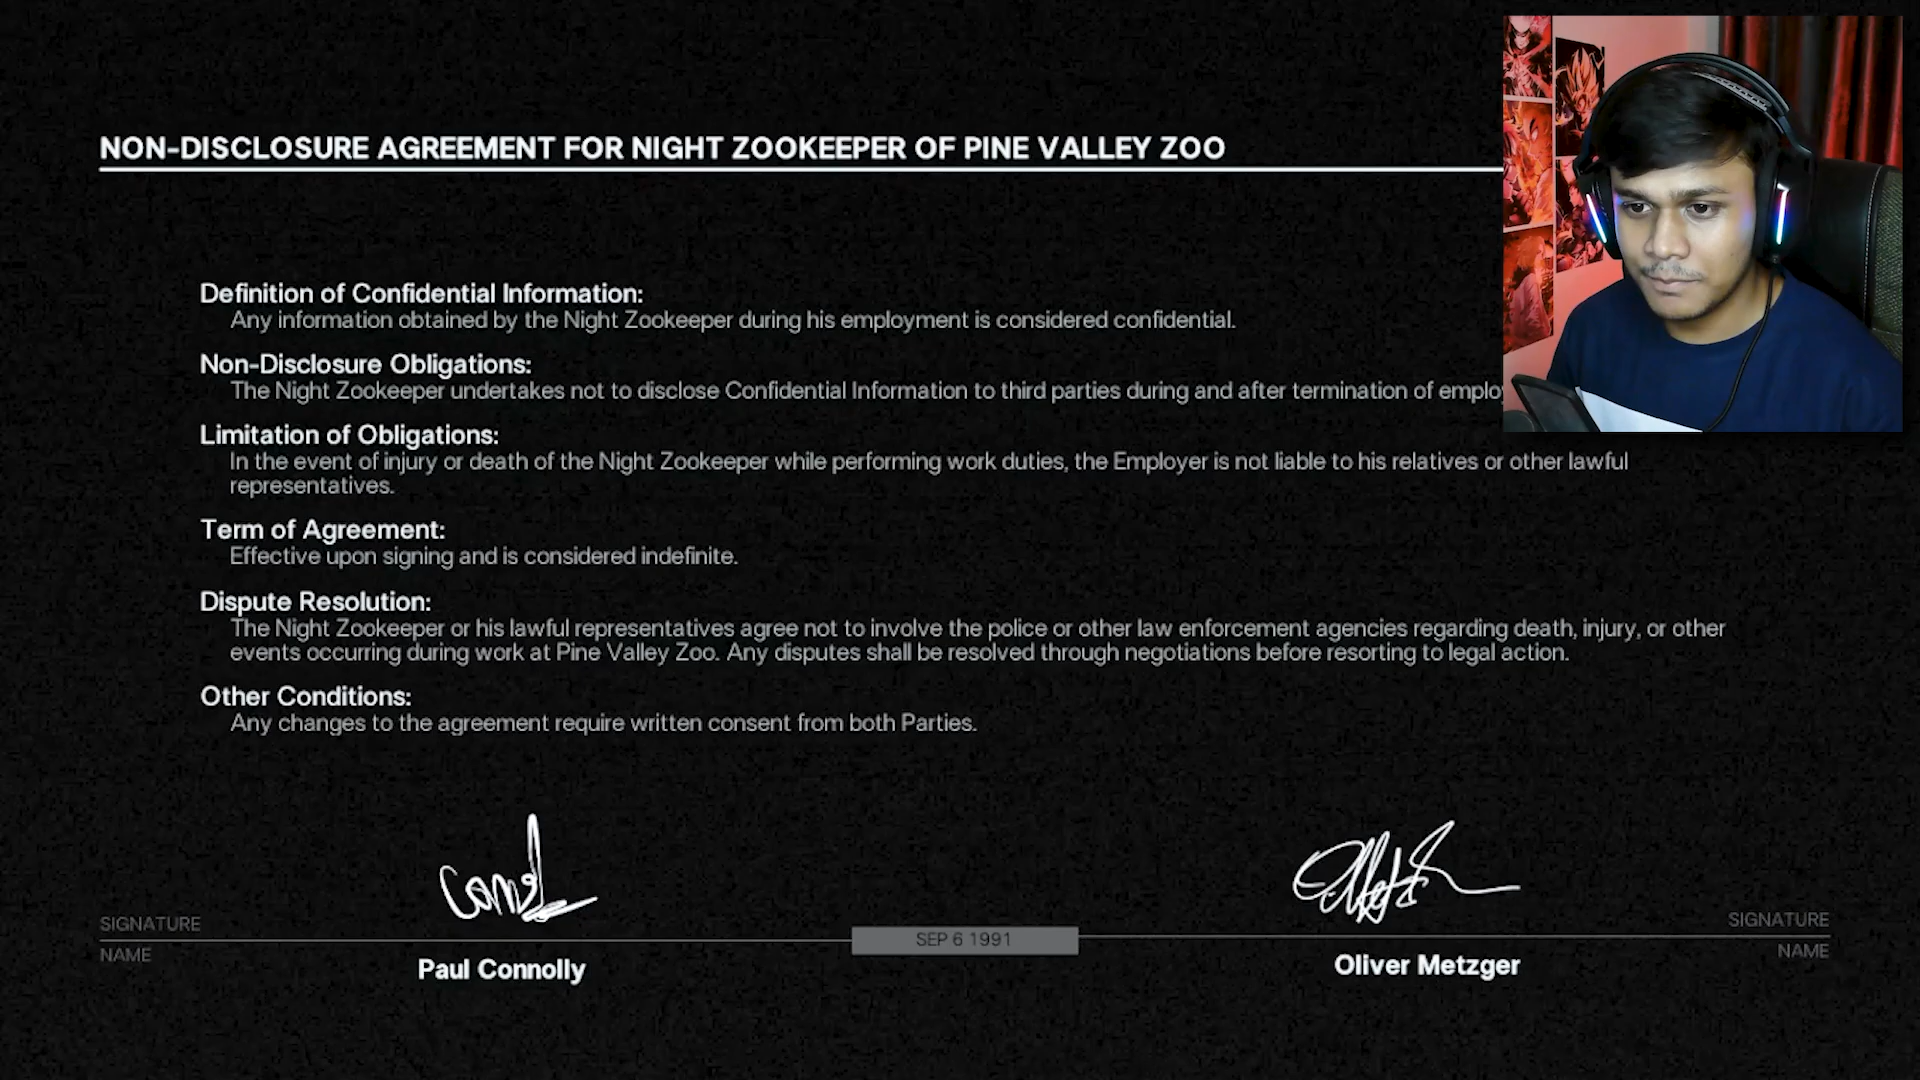 NON-DISCLOSURE AGREEMENT FOR NIGHT ZOOKEEPER OF PINE VALLEY ZOO
Definition of Confidential Information:
Any information obtained by the Night Zookeeper during his employment is considered confidential.
Non-Disclosure Obligations:
The Night Zookeeper undertakes not to disclose Confidential Information to third parties during and after termination of
Limitation of Obligations:
In the event of injury or death of the Night Zookeeper while performing work duties, the Employer is not liable to his relatives or other lawful
representatives.
Term of Agreement:
Effective upon signing and is considered indefinite.
Dispute Resolution:
The Night Zookeeper or his lawful representatives agree not to involve the police or other law enforcement agencies regarding death, injury, or other
events occurring during work at Pine Valley Zoo. Any disputes shall be resolved through negotiations before resorting to legal action.
Other Conditions:
Any changes to the agreement require written consent from both Parties.
SIGNATURE SIGNATURE
SEP 6 1991
NAME NAME
Paul Connolly Oliver Metzger